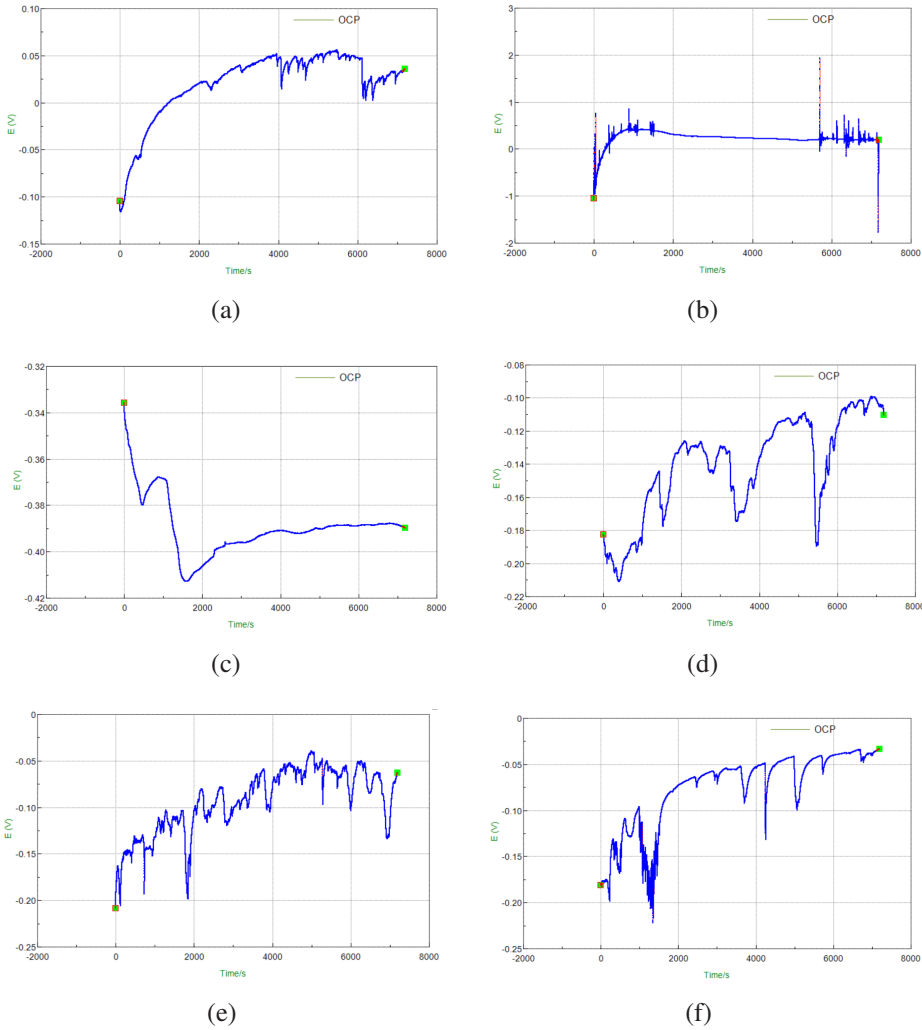 0.10
OCP
0.05
0
-0.05
-0.10
-0.15
E (V)
-2000 0 2000 4000 6000 8000
Time/s
(a)
3
OCP
2
1
0
-1
-2
E (V)
-2000 0 2000 4000 6000 8000
Time/s
(b)
-0.32
OCP
-0.34
-0.36
-0.38
-0.40
-0.42
E (V)
-2000 0 2000 4000 6000 8000
Time/s
(c)
-0.08
OCP
-0.10
-0.12
-0.14
-0.16
-0.18
-0.20
-0.22
E (V)
-2000 0 2000 4000 6000 8000
Time/s
(d)
0
-0.05
-0.10
-0.15
-0.20
-0.25
E (V)
-2000 0 2000 4000 6000 8000
Time/s
(e)
0
OCP
-0.05
-0.10
-0.15
-0.20
-0.25
E (V)
-2000 0 2000 4000 6000 8000
Time/s
(f)